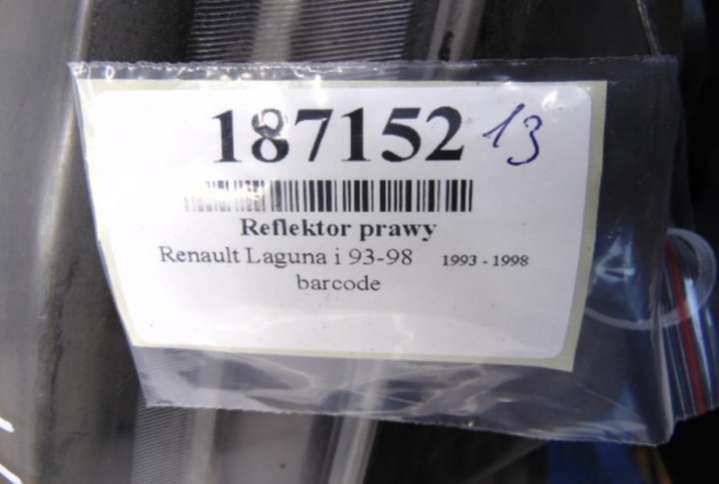 187152 13
Reflektor prawy
Renault Laguna i 93-98 1993 - 1998
barcode